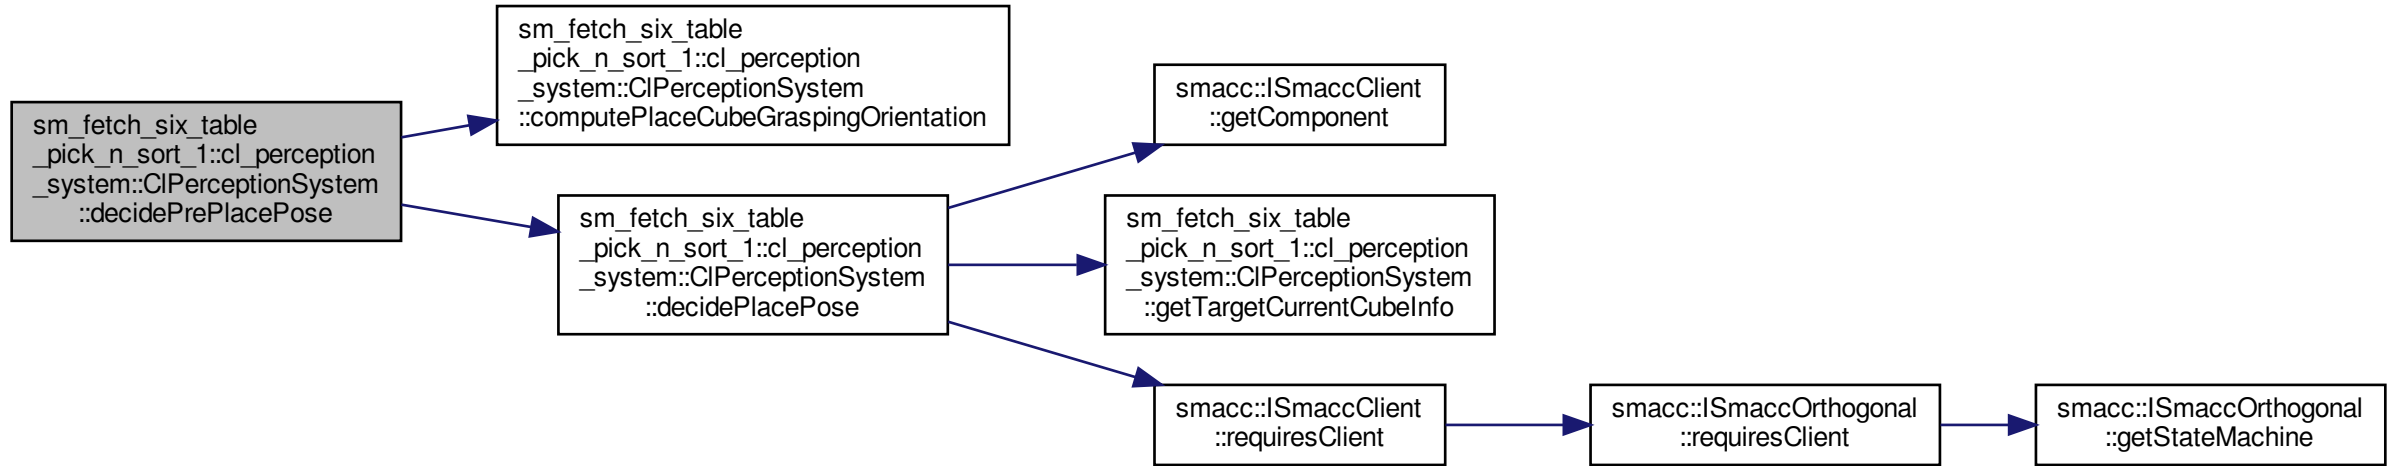 sm_fetch_six_table
_pick_n_sort_1::cl_perception
_system::ClPerceptionSystem
::decidePrePlacePose
sm_fetch_six_table
_pick_n_sort_1::cl_perception
_system::ClPerceptionSystem
::computePlaceCubeGraspingOrientation
sm_fetch_six_table
_pick_n_sort_1::cl_perception
_system::ClPerceptionSystem
::decidePlacePose
smacc::ISmaccClient
::getComponent
sm_fetch_six_table
_pick_n_sort_1::cl_perception
_system::ClPerceptionSystem
::getTargetCurrentCubeInfo
smacc::ISmaccClient
::requiresClient
smacc::ISmaccOrthogonal
::requiresClient
smacc::ISmaccOrthogonal
::getStateMachine